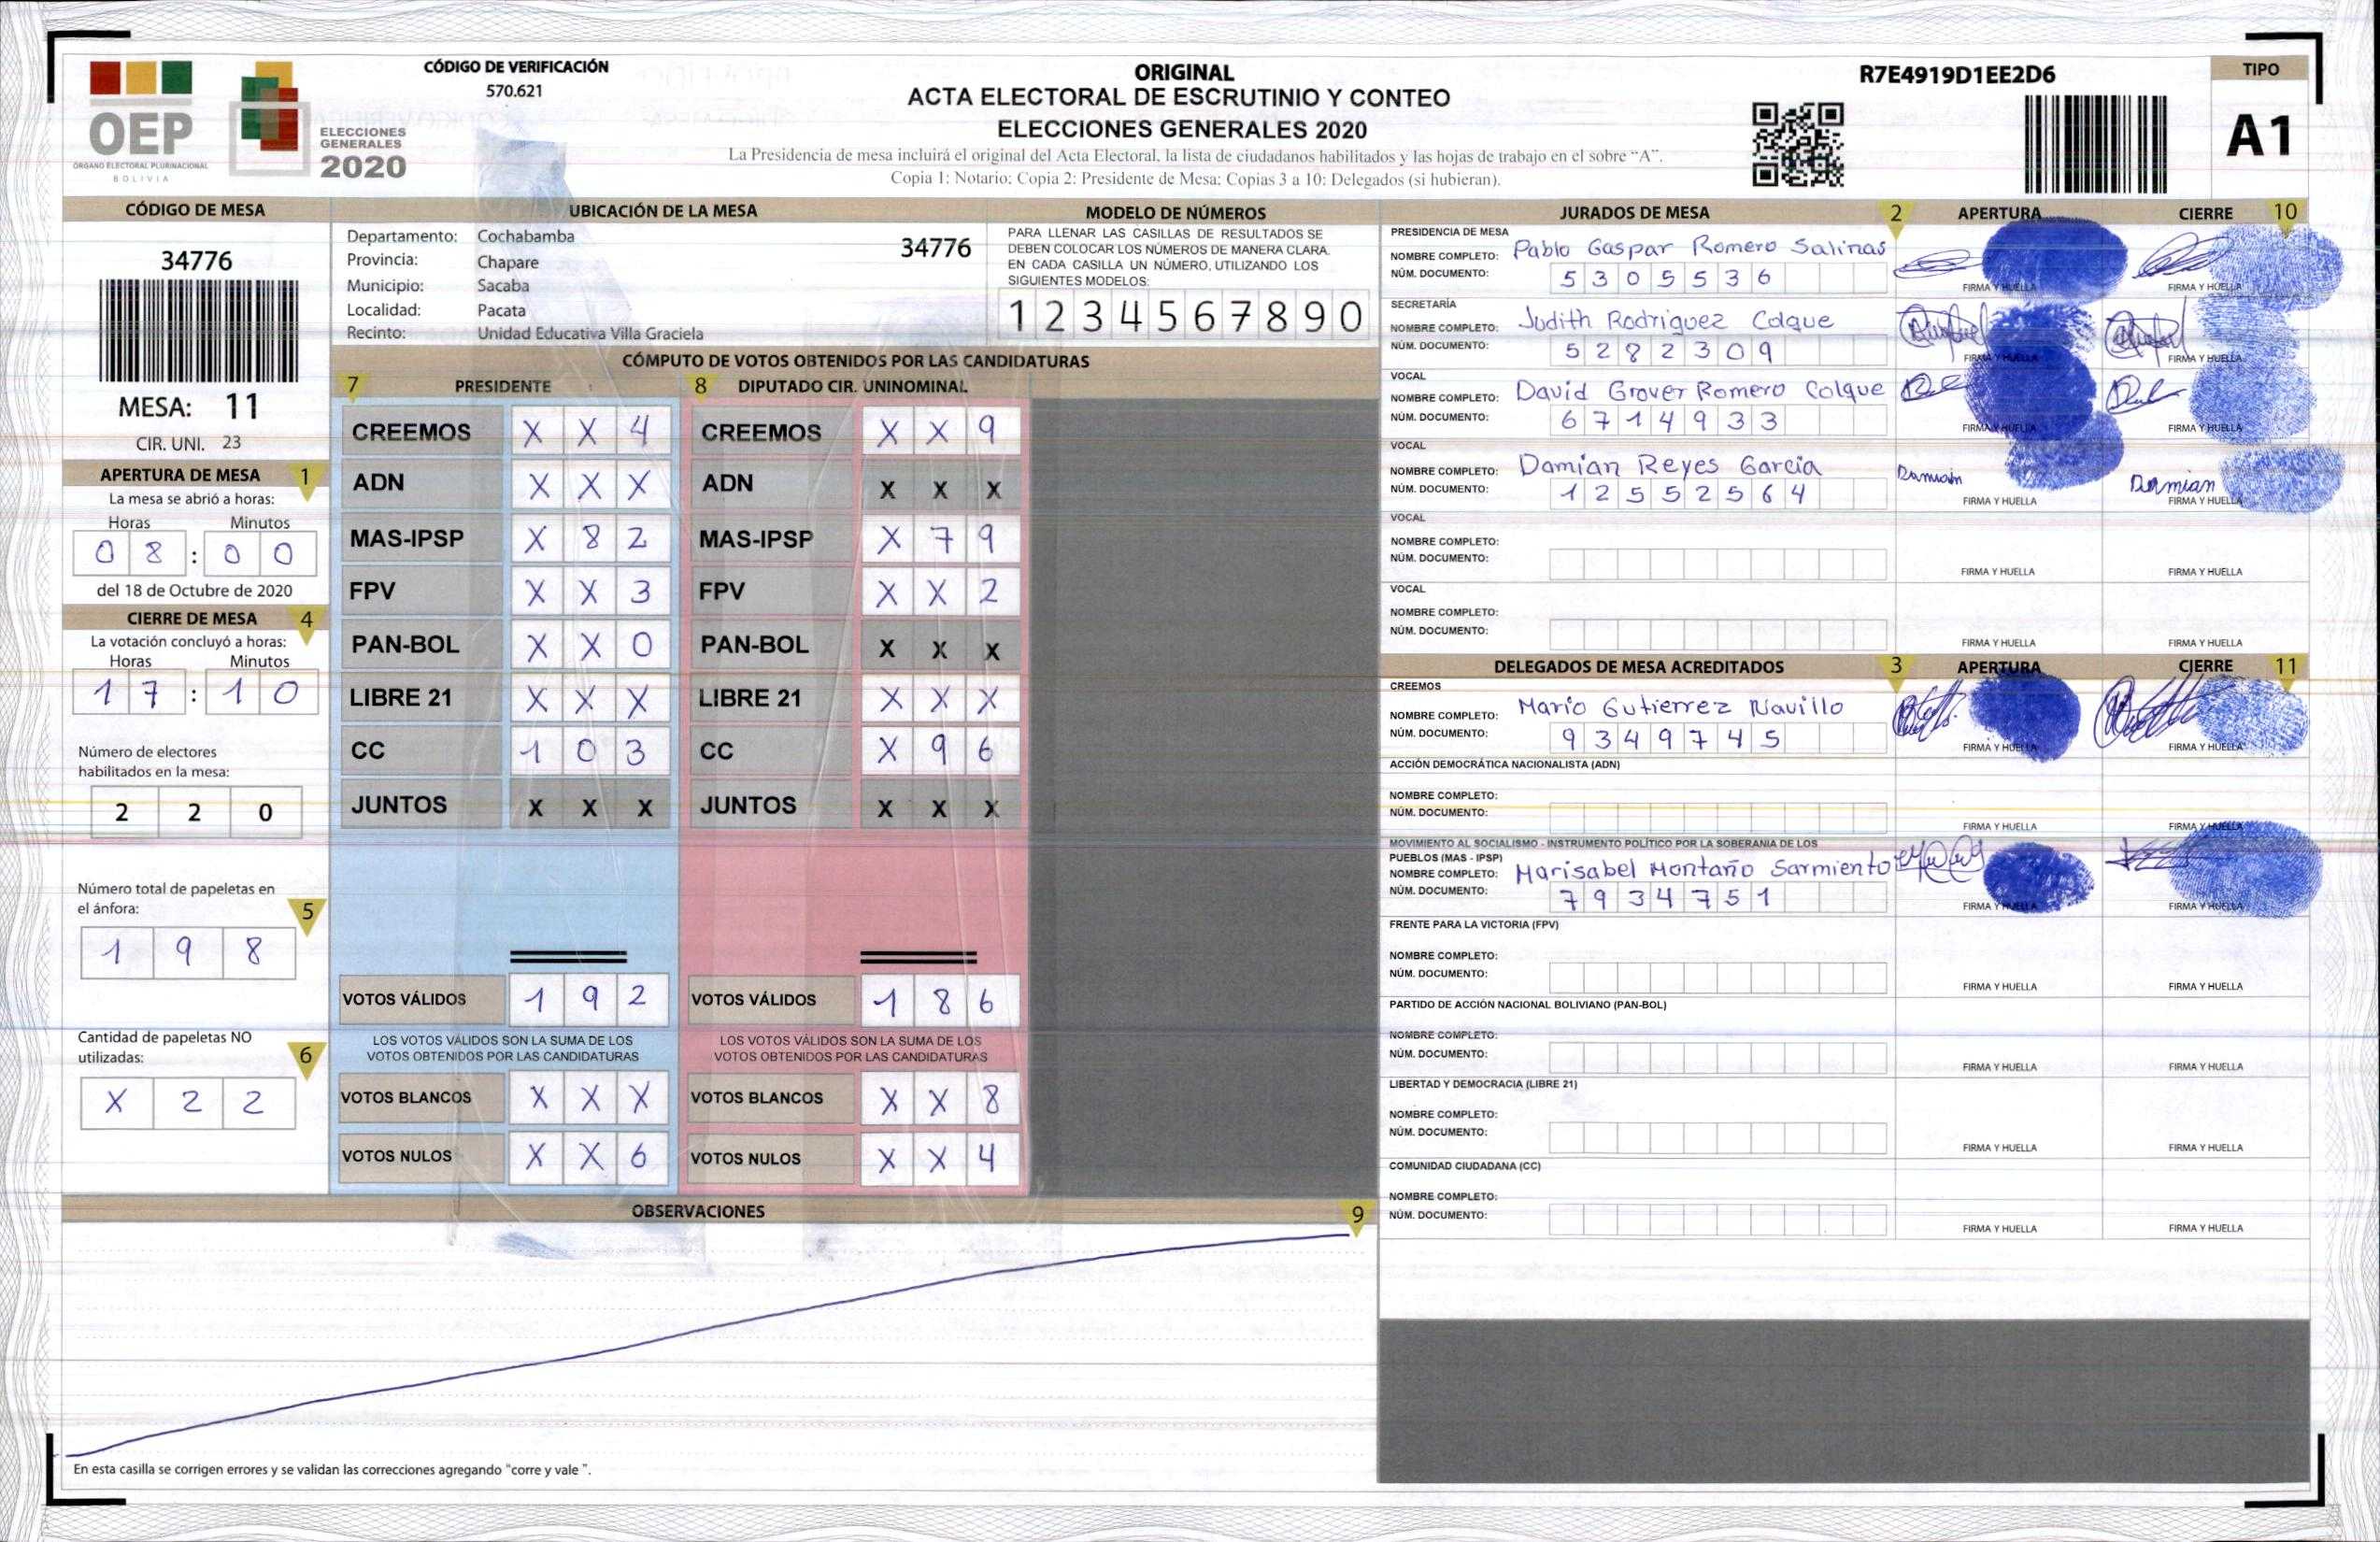 OEP
ÓRGANO ELECTORAL PLURINACIONAL
BOLIVIA
ELECCIONES
GENERALES
2020
CÓDIGO DE VERIFICACIÓN
570.621
ORIGINAL
ACTA ELECTORAL DE ESCRUTINIO Y CONTEO
ELECCIONES GENERALES 2020
La Presidencia de mesa incluirá el original del Acta Electoral, la lista de ciudadanos habilitados y las hojas de trabajo en el sobre “A”.
Copia 1: Notario; Copia 2: Presidente de Mesa; Copias 3 a 10: Delegados (si hubieran).
R7E4919D1EE2D6
TIPO
A1
CÓDIGO DE MESA
34776
MESA: 11
CIR. UNI. 23
APERTURA DE MESA 1
La mesa se abrió a horas:
Horas Minutos
0 8 : 0 0
del 18 de Octubre de 2020
CIERRE DE MESA 4
La votación concluyó a horas:
Horas Minutos
1 7 : 1 0
Número de electores
habilitados en la mesa:
2 2 0
Número total de papeletas en
el ánfora:
5
1 9 8
Cantidad de papeletas NO
utilizadas:
6
X 2 2
UBICACIÓN DE LA MESA
Departamento: Cochabamba
34776
Provincia: Chapare
Municipio: Sacaba
Localidad: Pacata
Recinto: Unidad Educativa Villa Graciela
MODELO DE NÚMEROS
PARA LLENAR LAS CASILLAS DE RESULTADOS SE
DEBEN COLOCAR LOS NÚMEROS DE MANERA CLARA.
EN CADA CASILLA UN NÚMERO, UTILIZANDO LOS
SIGUIENTES MODELOS:
1 2 3 4 5 6 7 8 9 0
CÓMPUTO DE VOTOS OBTENIDOS POR LAS CANDIDATURAS
7 PRESIDENTE
CREEMOS X X 4
ADN X X X
MAS-IPSP X 8 2
FPV X X 3
PAN-BOL X X 0
LIBRE 21 X X X
CC 1 0 3
JUNTOS X X X
VOTOS VÁLIDOS 1 9 2
LOS VOTOS VÁLIDOS SON LA SUMA DE LOS
VOTOS OBTENIDOS POR LAS CANDIDATURAS
VOTOS BLANCOS X X X
VOTOS NULOS X X 6
8 DIPUTADO CIR. UNINOMINAL
CREEMOS X X 9
ADN X X X
MAS-IPSP X 7 9
FPV X X 2
PAN-BOL X X X
LIBRE 21 X X X
CC X 9 6
JUNTOS X X X
VOTOS VÁLIDOS 1 8 6
LOS VOTOS VÁLIDOS SON LA SUMA DE LOS
VOTOS OBTENIDOS POR LAS CANDIDATURAS
VOTOS BLANCOS X X 8
VOTOS NULOS X X 4
OBSERVACIONES 9
En esta casilla se corrigen errores y se validan las correcciones agregando “corre y vale ”.
JURADOS DE MESA 2 APERTURA CIERRE 10
PRESIDENCIA DE MESA
NOMBRE COMPLETO: Pablo Gaspar Romero Salinas
NÚM. DOCUMENTO: 5 3 0 5 5 3 6
FIRMA Y HUELLA FIRMA Y HUELLA
SECRETARÍA
NOMBRE COMPLETO: Judith Rodriguez Colque
NÚM. DOCUMENTO: 5 2 8 2 3 0 9
FIRMA Y HUELLA FIRMA Y HUELLA
VOCAL
NOMBRE COMPLETO: David Grover Romero Colque
NÚM. DOCUMENTO: 6 7 1 4 9 3 3
FIRMA Y HUELLA FIRMA Y HUELLA
VOCAL
NOMBRE COMPLETO: Damian Reyes Garcia
NÚM. DOCUMENTO: 1 2 5 5 2 5 6 4
Damian Damian
FIRMA Y HUELLA FIRMA Y HUELLA
VOCAL
NOMBRE COMPLETO:
NÚM. DOCUMENTO:
FIRMA Y HUELLA FIRMA Y HUELLA
VOCAL
NOMBRE COMPLETO:
NÚM. DOCUMENTO:
FIRMA Y HUELLA FIRMA Y HUELLA
DELEGADOS DE MESA ACREDITADOS 3 APERTURA CIERRE 11
CREEMOS
NOMBRE COMPLETO: Mario Gutierrez Navillo
NÚM. DOCUMENTO: 9 3 4 9 7 4 5
FIRMA Y HUELLA FIRMA Y HUELLA
ACCIÓN DEMOCRÁTICA NACIONALISTA (ADN)
NOMBRE COMPLETO:
NÚM. DOCUMENTO:
FIRMA Y HUELLA FIRMA Y HUELLA
MOVIMIENTO AL SOCIALISMO - INSTRUMENTO POLÍTICO POR LA SOBERANIA DE LOS
PUEBLOS (MAS - IPSP)
NOMBRE COMPLETO: Marisabel Montaño Sarmiento
NÚM. DOCUMENTO: 7 9 3 4 7 5 1
FIRMA Y HUELLA FIRMA Y HUELLA
FRENTE PARA LA VICTORIA (FPV)
NOMBRE COMPLETO:
NÚM. DOCUMENTO:
FIRMA Y HUELLA FIRMA Y HUELLA
PARTIDO DE ACCIÓN NACIONAL BOLIVIANO (PAN-BOL)
NOMBRE COMPLETO:
NÚM. DOCUMENTO:
FIRMA Y HUELLA FIRMA Y HUELLA
LIBERTAD Y DEMOCRACIA (LIBRE 21)
NOMBRE COMPLETO:
NÚM. DOCUMENTO:
FIRMA Y HUELLA FIRMA Y HUELLA
COMUNIDAD CIUDADANA (CC)
NOMBRE COMPLETO:
NÚM. DOCUMENTO:
FIRMA Y HUELLA FIRMA Y HUELLA